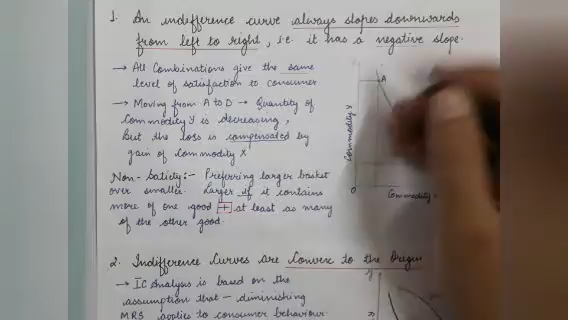 1. An indifference curve always slopes downwards
from left to right, i.e. it has a negative slope.
→ All Combinations give the same
level of satisfaction to consumer
→ Moving from A to D → Quantity of
Commodity Y is decreasing,
But the loss is compensated by
gain of Commodity X
Non-Satiety:- Preferring larger basket
over smaller. Larger if it contains
more of one good ++ at least as many
of the other good.
A
Commodity Y
O
Commodity
2. Indifference Curves are Convex to the Origin
→ IC Analysis is based on the
assumption that – diminishing
MRS applies to consumer behaviour.
Y